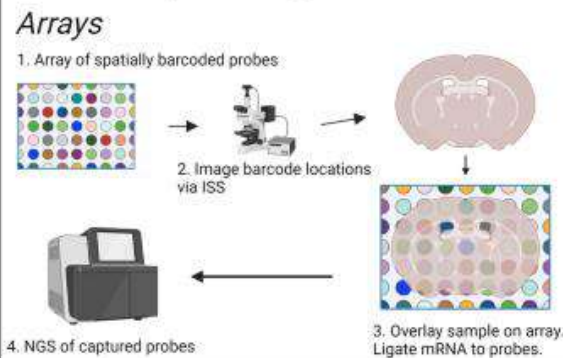 Arrays
1. Array of spatially barcoded probes
2. Image barcode locations
via ISS
3. Overlay sample on array.
Ligate mRNA to probes.
4. NGS of captured probes